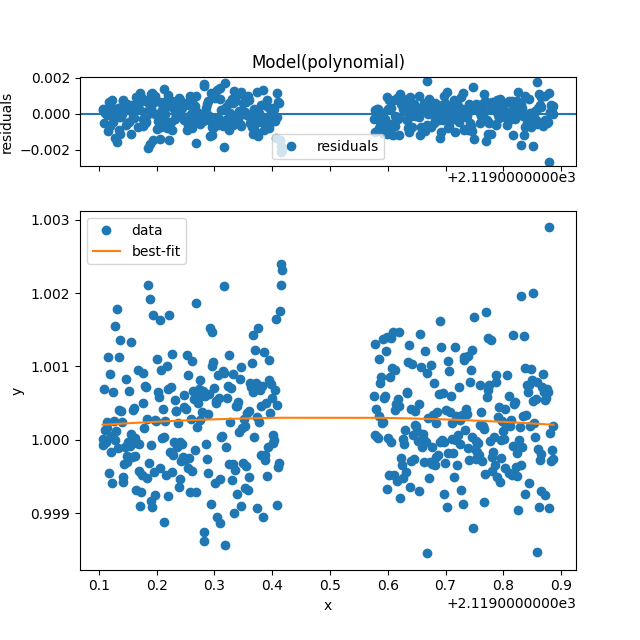 Model(polynomial)
0.002
0.000
−0.002
residuals
residuals
+2.1190000000e3
1.003
1.002
1.001
1.000
0.999
y
data
best-fit
0.1 0.2 0.3 0.4 0.5 0.6 0.7 0.8 0.9
x
+2.1190000000e3